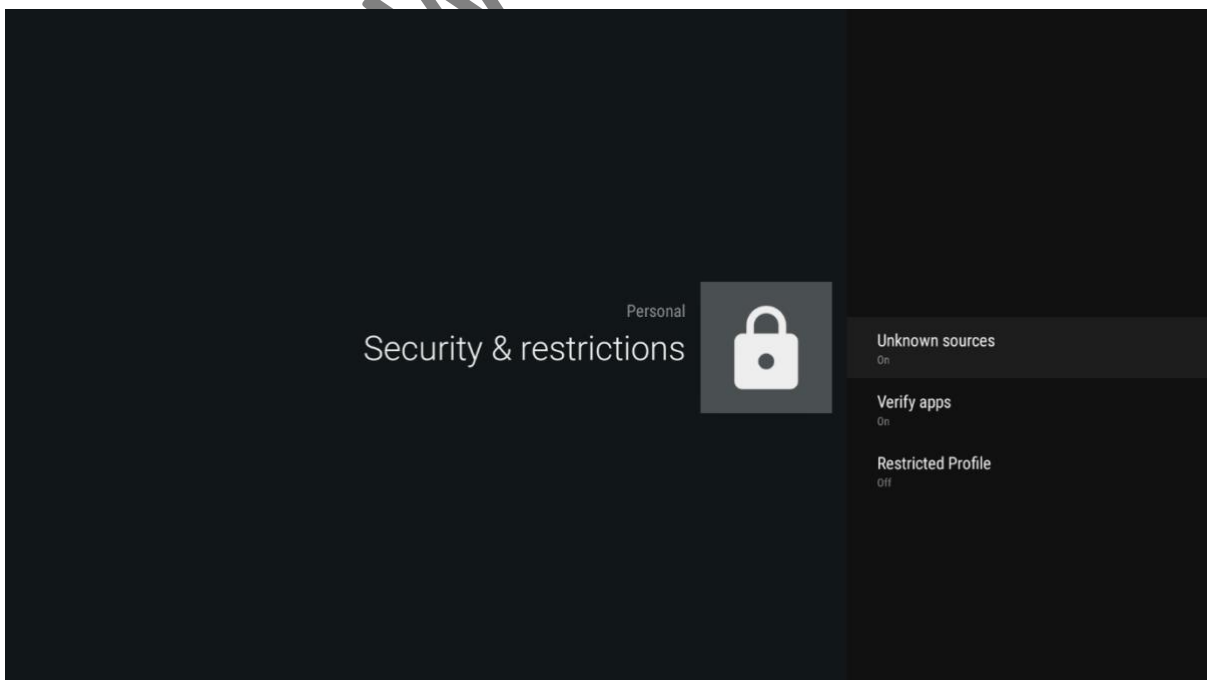 Personal
Security & restrictions
Unknown sources
On
Verify apps
On
Restricted Profile
Off